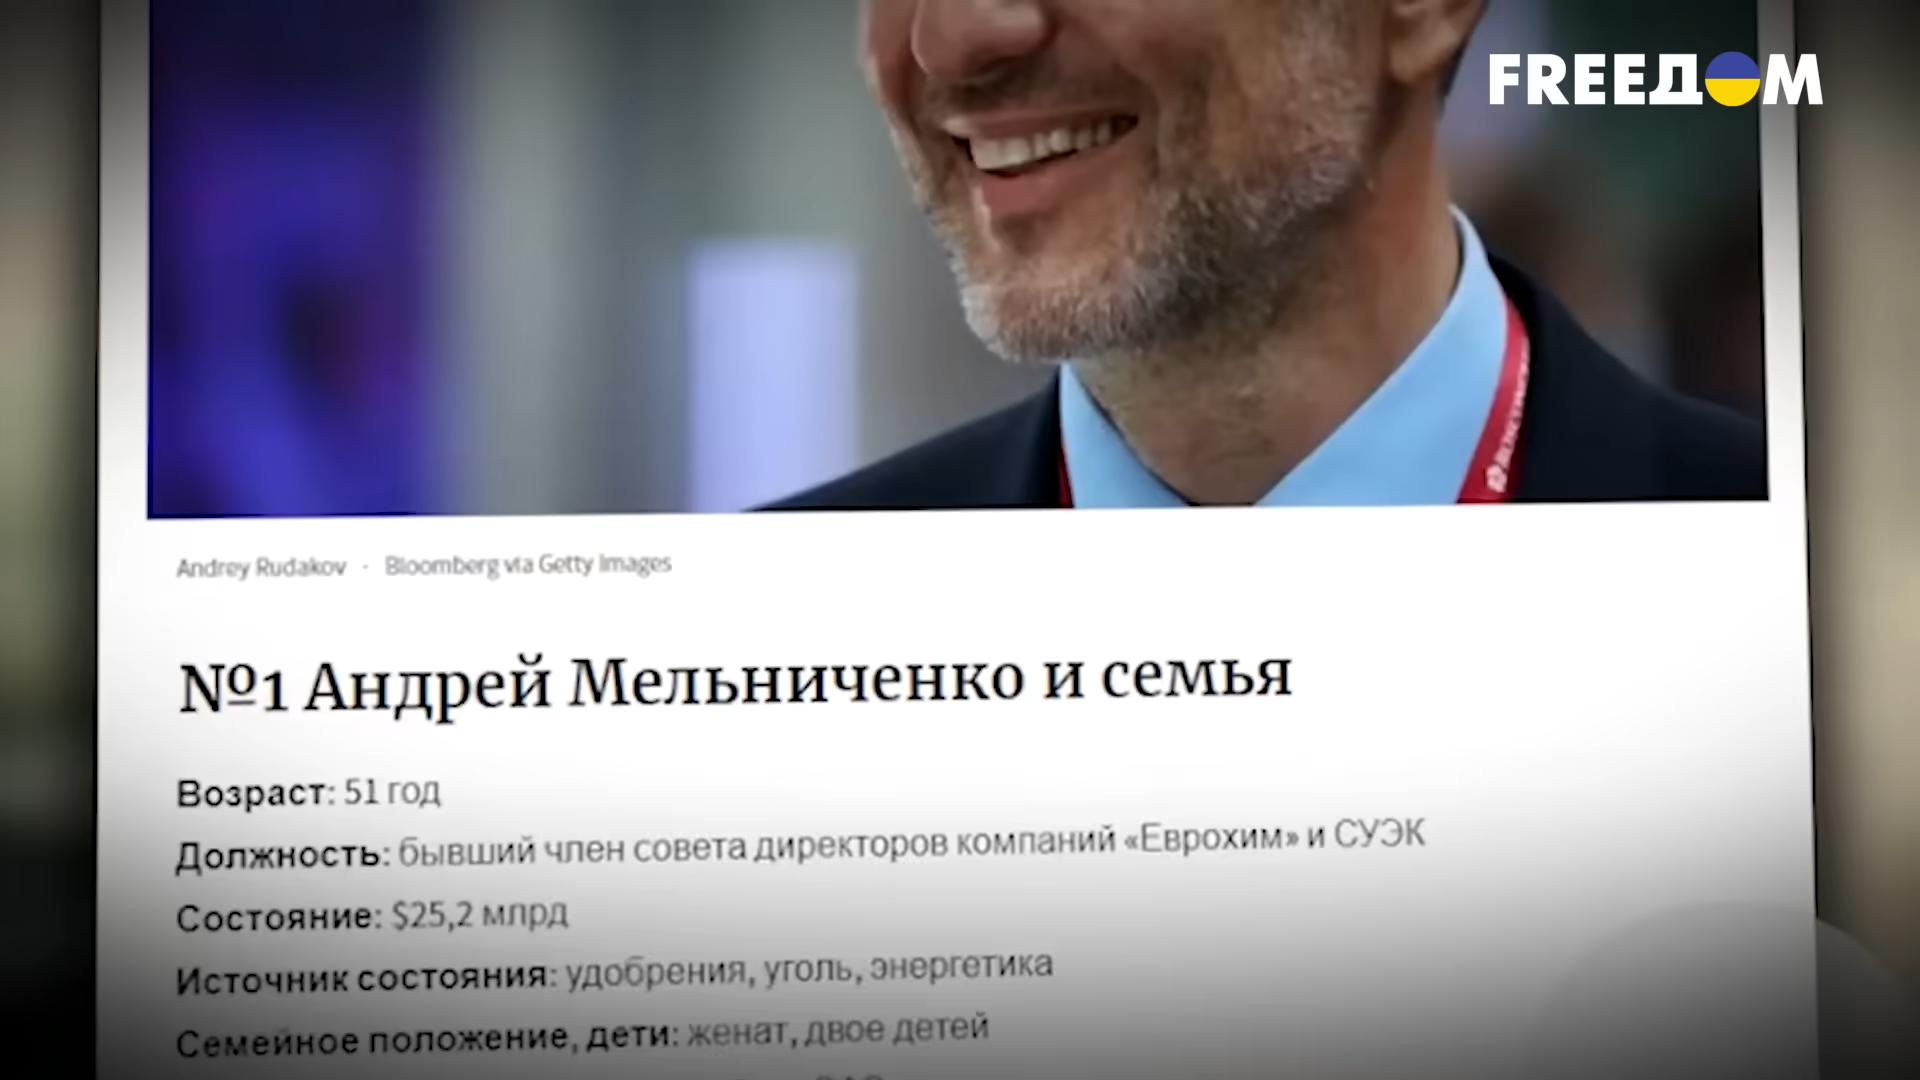 FREEДOM
Andrey Rudakov · Bloomberg via Getty Images
№1 Андрей Мельниченко и семья
Возраст: 51 год
Должность: бывший член совета директоров компаний «Еврохим» и СУЭК
Состояние: $25,2 млрд
Источник состояния: удобрения, уголь, энергетика
Семейное положение, дети: женат, двое детей